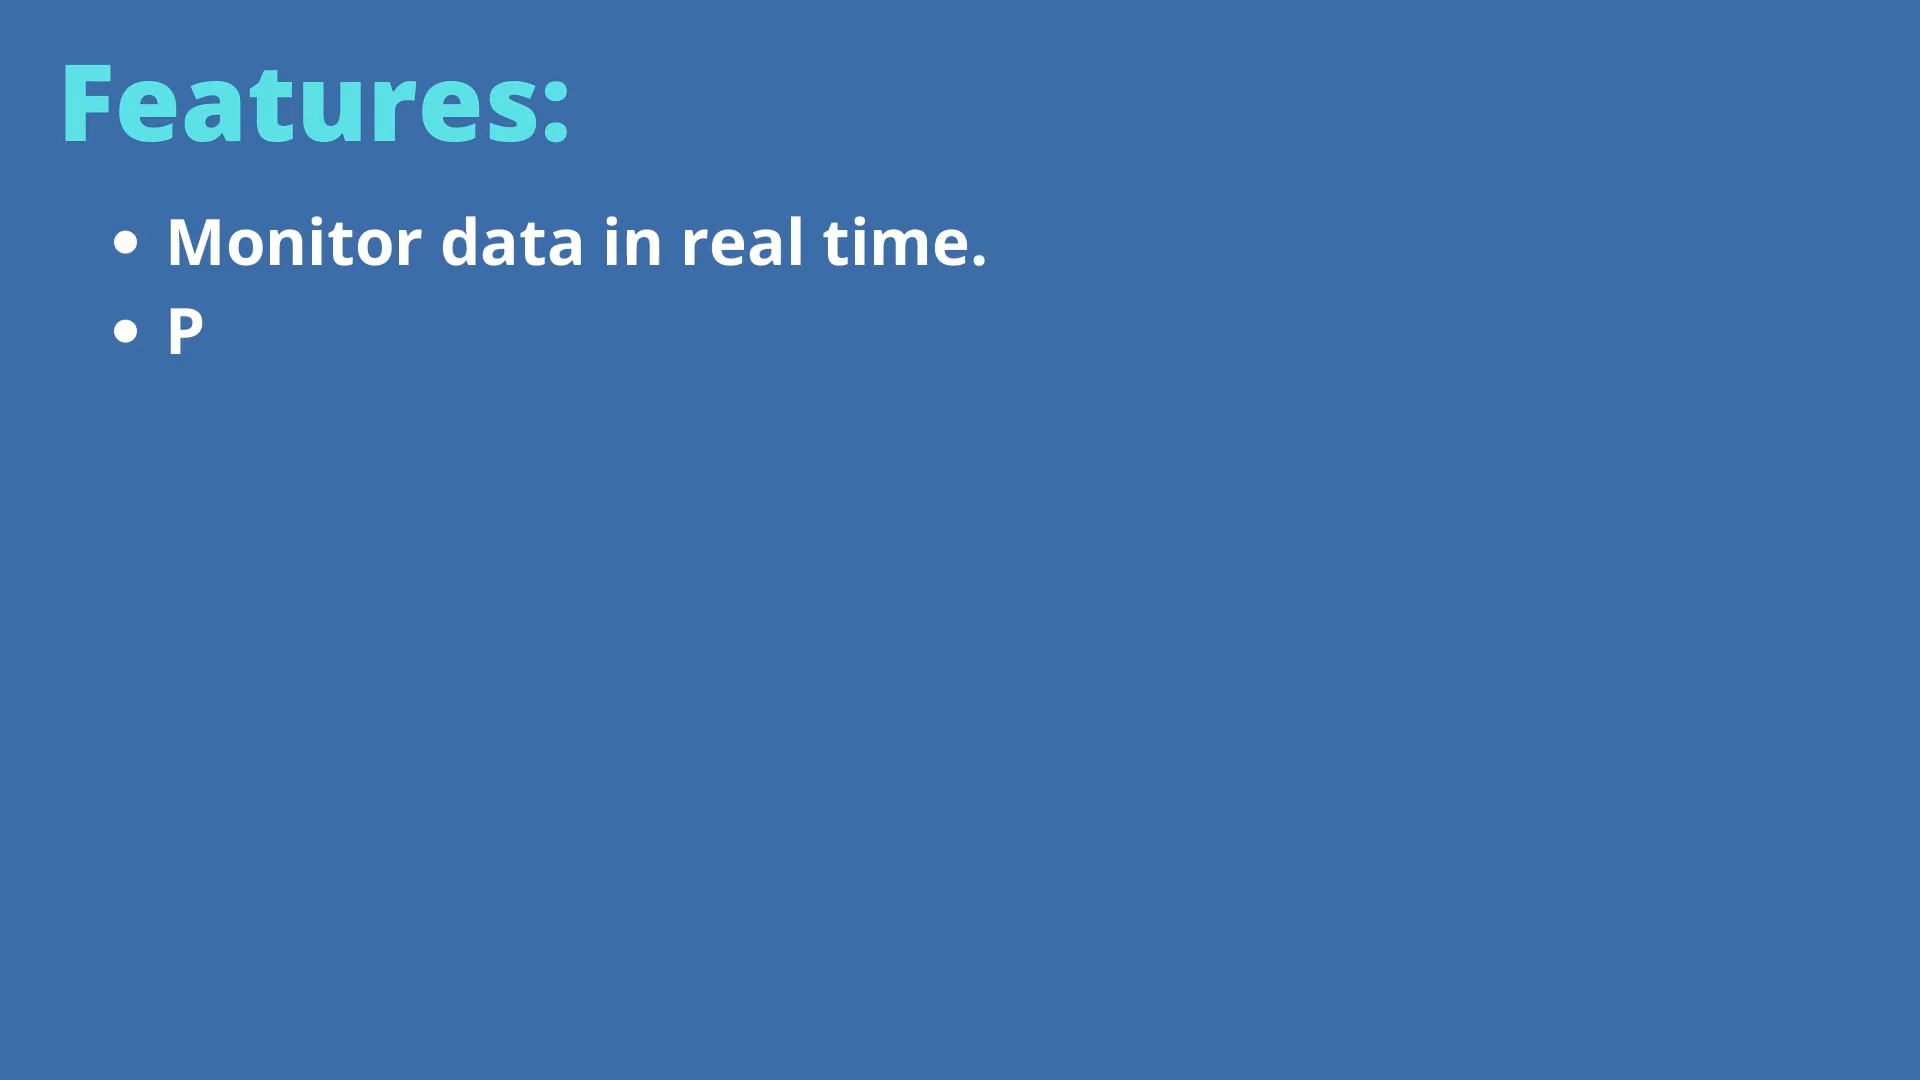 Features:
• Monitor data in real time.
• P